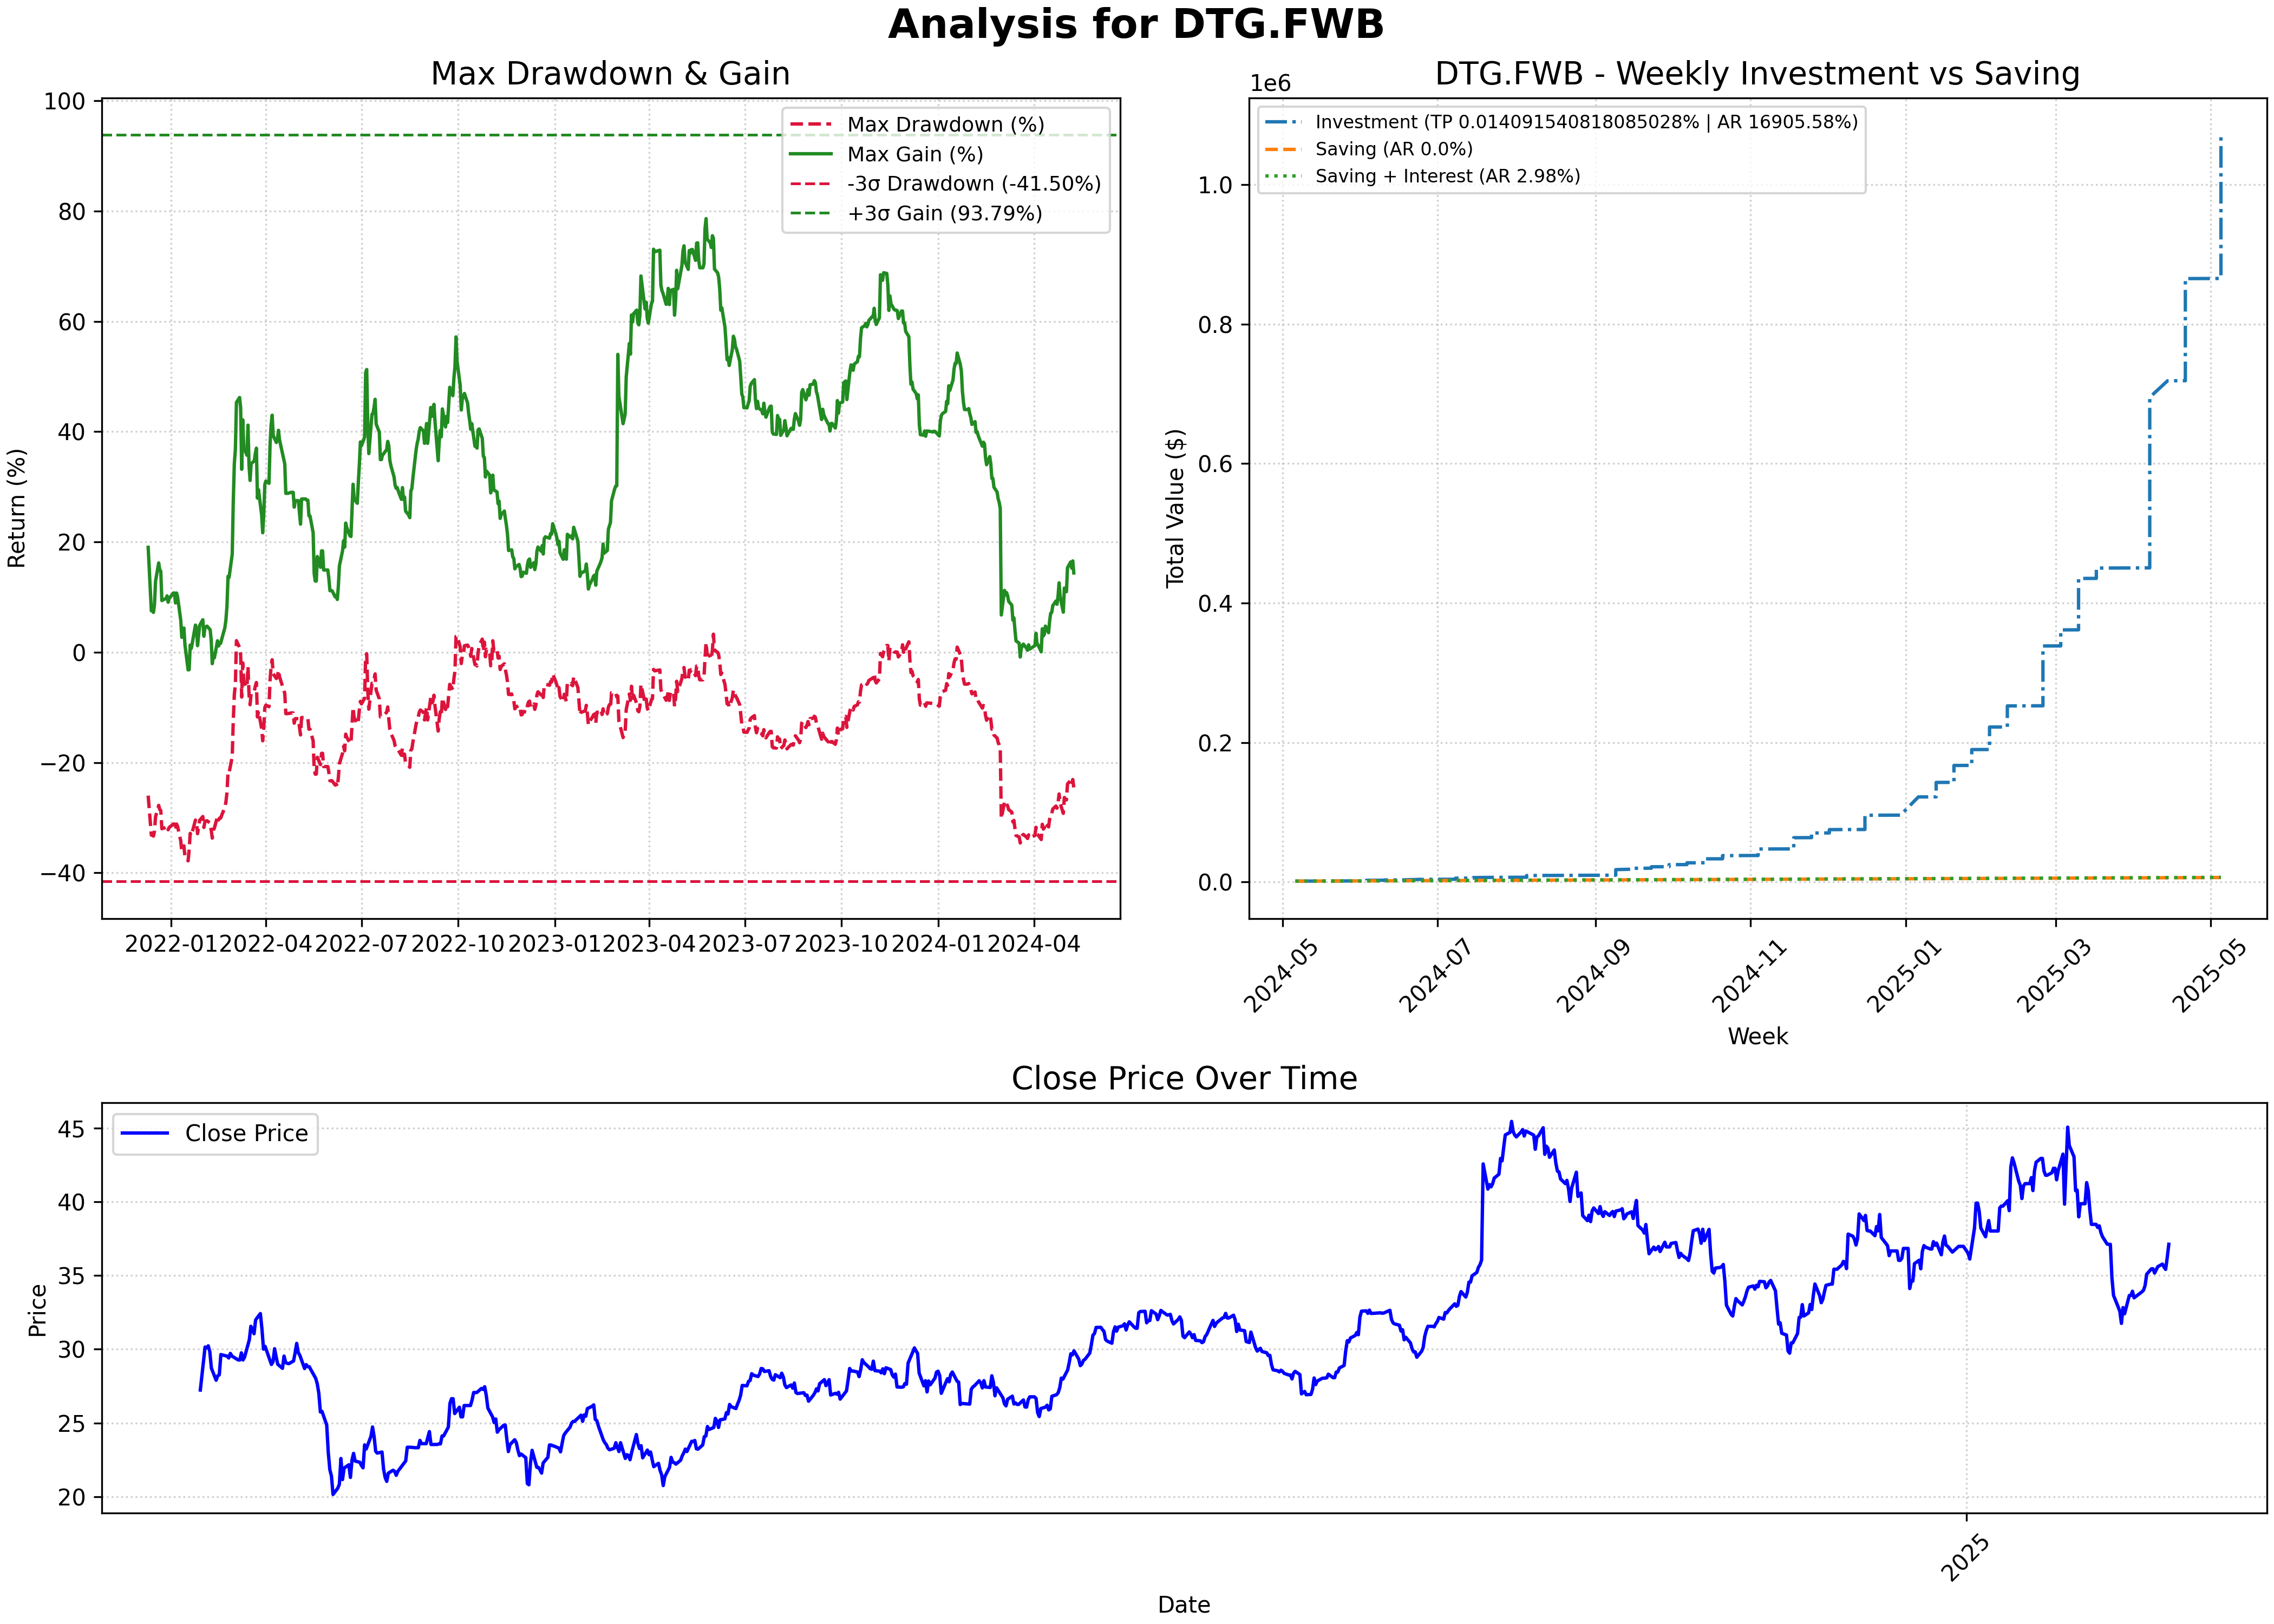 Analysis for DTG.FWB
Max Drawdown & Gain
Return (%)
100
80
60
40
20
0
−20
−40
Max Drawdown (%)
Max Gain (%)
-3σ Drawdown (-41.50%)
+3σ Gain (93.79%)
2022-01 2022-04 2022-07 2022-10 2023-01 2023-04 2023-07 2023-10 2024-01 2024-04
DTG.FWB - Weekly Investment vs Saving
1e6
Total Value ($)
1.0
0.8
0.6
0.4
0.2
0.0
Investment (TP 0.014091540818085028% | AR 16905.58%)
Saving (AR 0.0%)
Saving + Interest (AR 2.98%)
2024-05 2024-07 2024-09 2024-11 2025-01 2025-03 2025-05
Week
Close Price Over Time
Price
45
40
35
30
25
20
Close Price
2025
Date